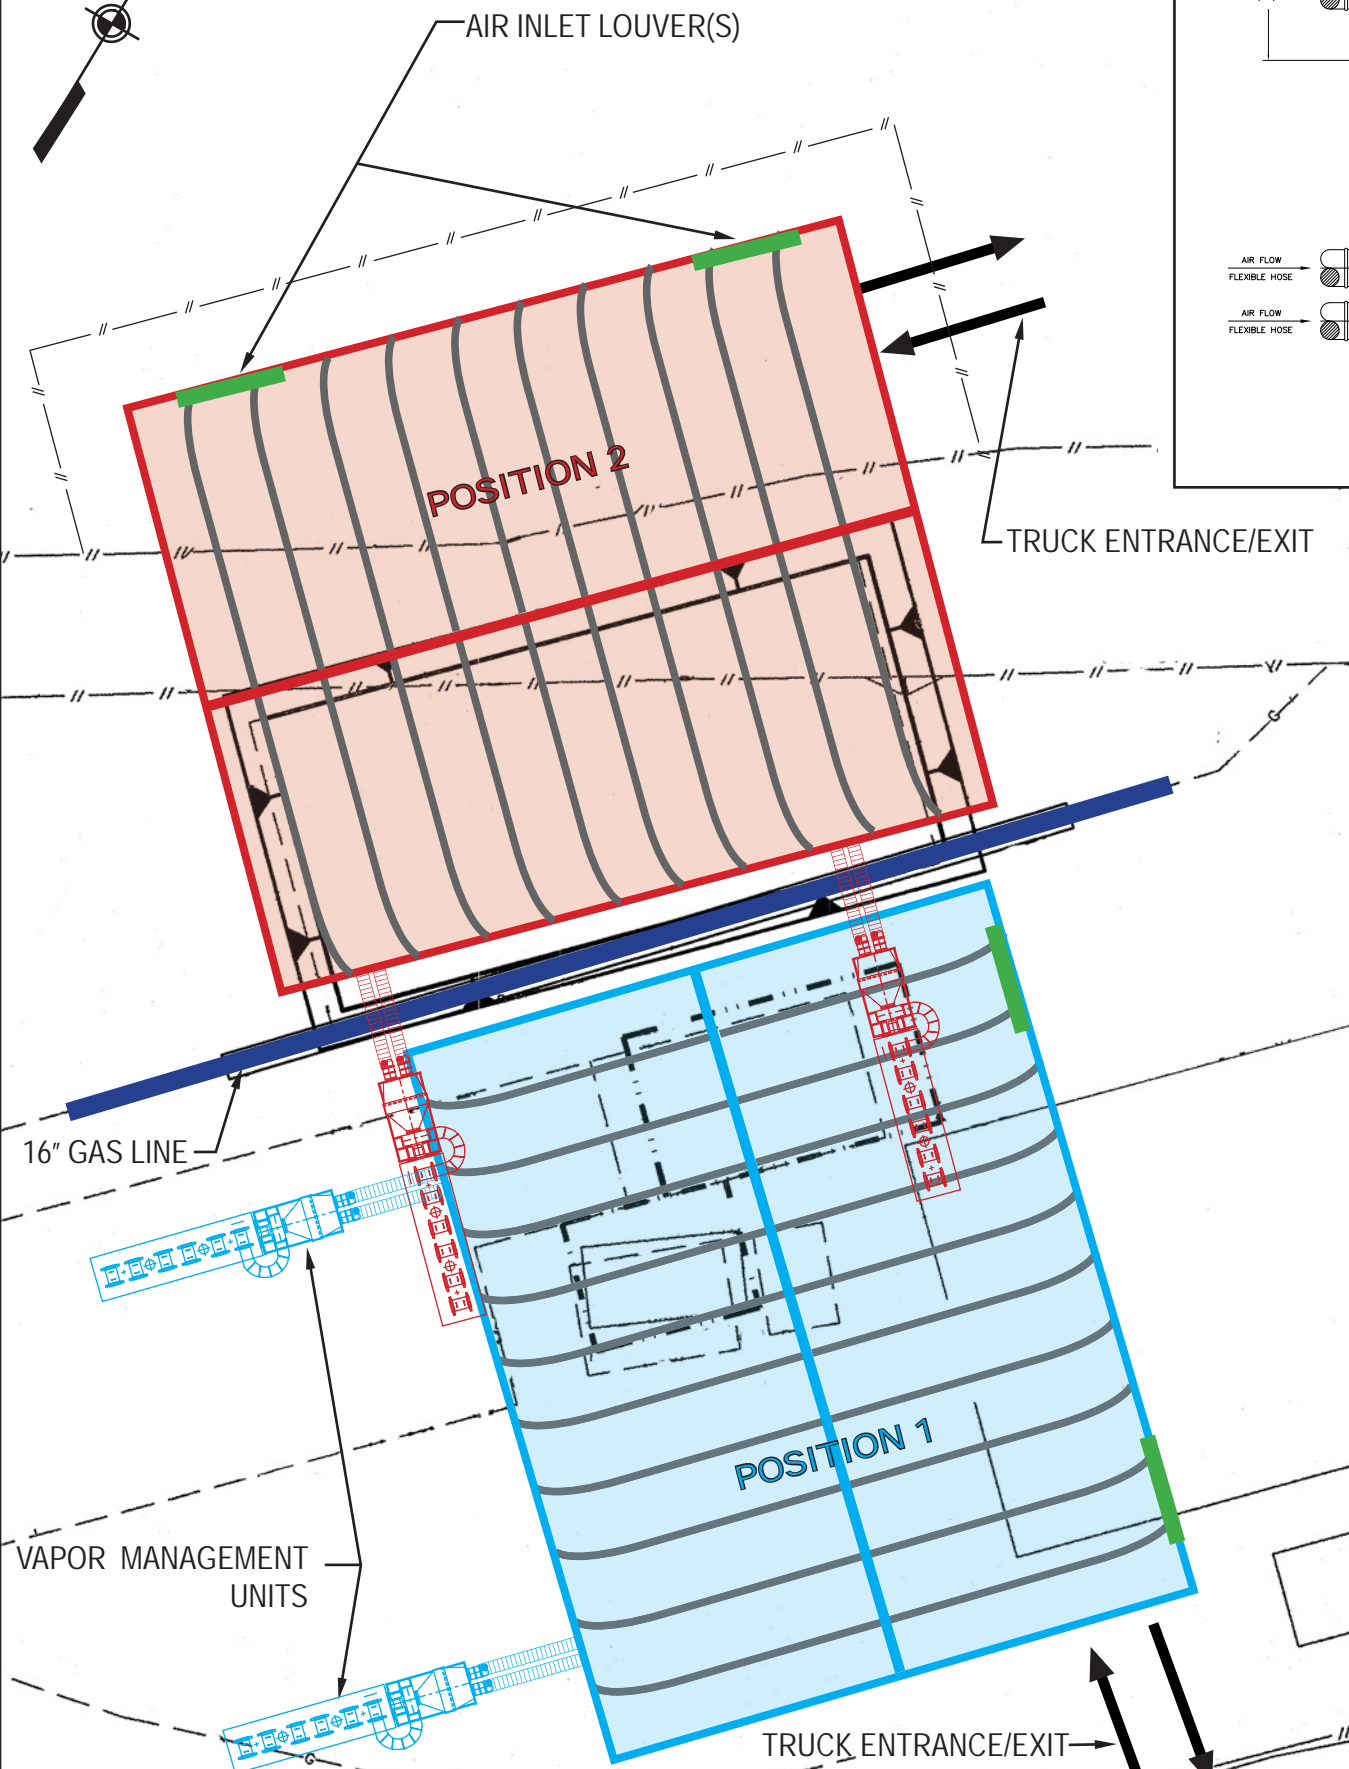 AIR INLET LOUVER(S)
AIR FLOW
FLEXIBLE HOSE
AIR FLOW
FLEXIBLE HOSE
POSITION 2
TRUCK ENTRANCE/EXIT
G
16" GAS LINE
POSITION 1
VAPOR MANAGEMENT
UNITS
TRUCK ENTRANCE/EXIT
G